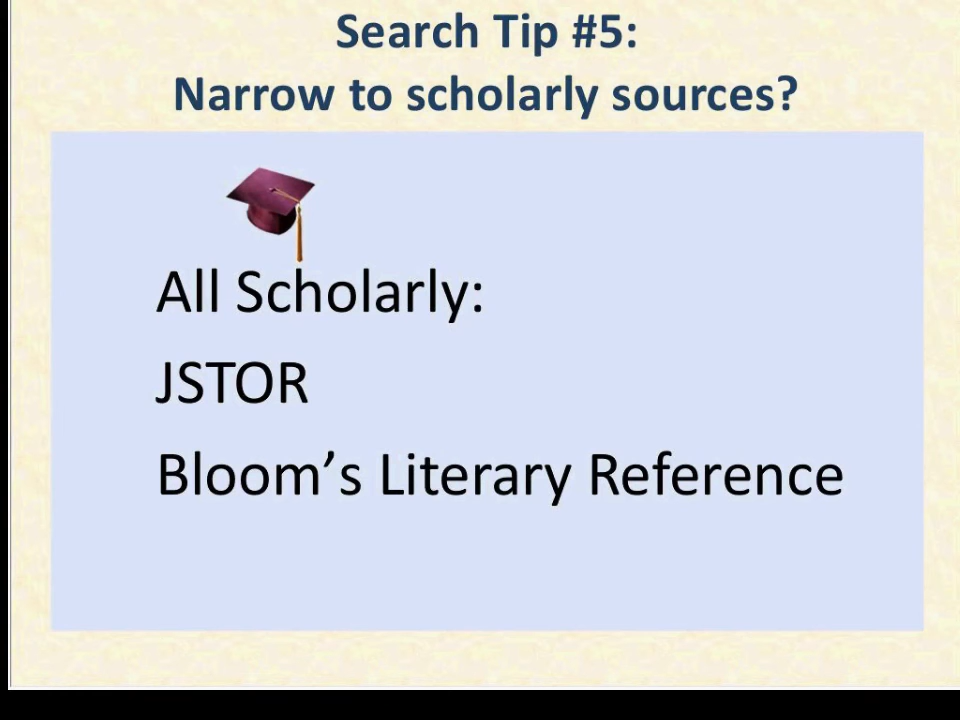 Search Tip #5:
Narrow to scholarly sources?
All Scholarly:
JSTOR
Bloom’s Literary Reference